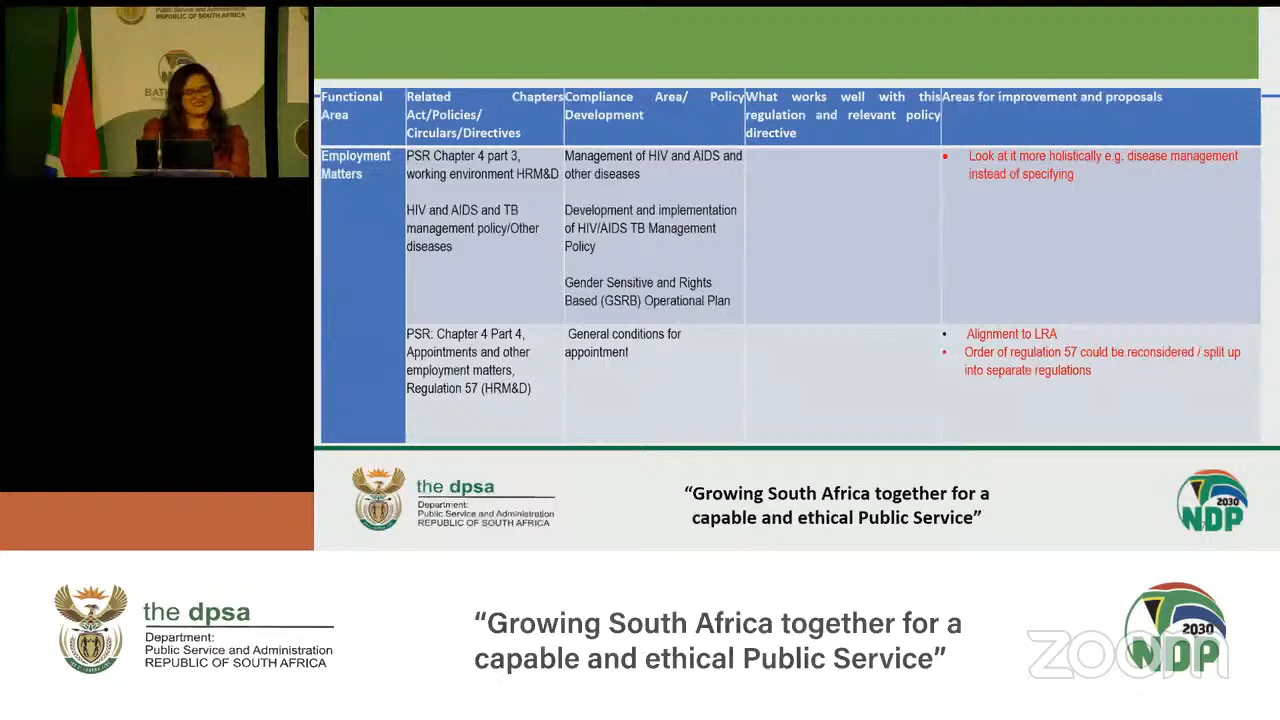 Public Service and Administration
REPUBLIC OF SOUTH AFRICA
Functional Area
Related Chapters Act/Policies/ Circulars/Directives
Compliance Area/ Policy Development
What works well with this regulation and relevant policy directive
Areas for improvement and proposals
Employment
Matters
PSR Chapter 4 part 3,
working environment HRM&D
HIV and AIDS and TB
management policy/Other
diseases
Management of HIV and AIDS and
other diseases
Development and implementation
of HIV/AIDS TB Management
Policy
Gender Sensitive and Rights
Based (GSRB) Operational Plan
• Look at it more holistically e.g. disease management
instead of specifying
PSR: Chapter 4 Part 4,
Appointments and other
employment matters,
Regulation 57 (HRM&D)
General conditions for
appointment
• Alignment to LRA
• Order of regulation 57 could be reconsidered / split up
into separate regulations
the dpsa
Department:
Public Service and Administration
REPUBLIC OF SOUTH AFRICA
“Growing South Africa together for a
capable and ethical Public Service”
2030
NDP
the dpsa
Department:
Public Service and Administration
REPUBLIC OF SOUTH AFRICA
“Growing South Africa together for a
capable and ethical Public Service”
2030
NDP
zoom